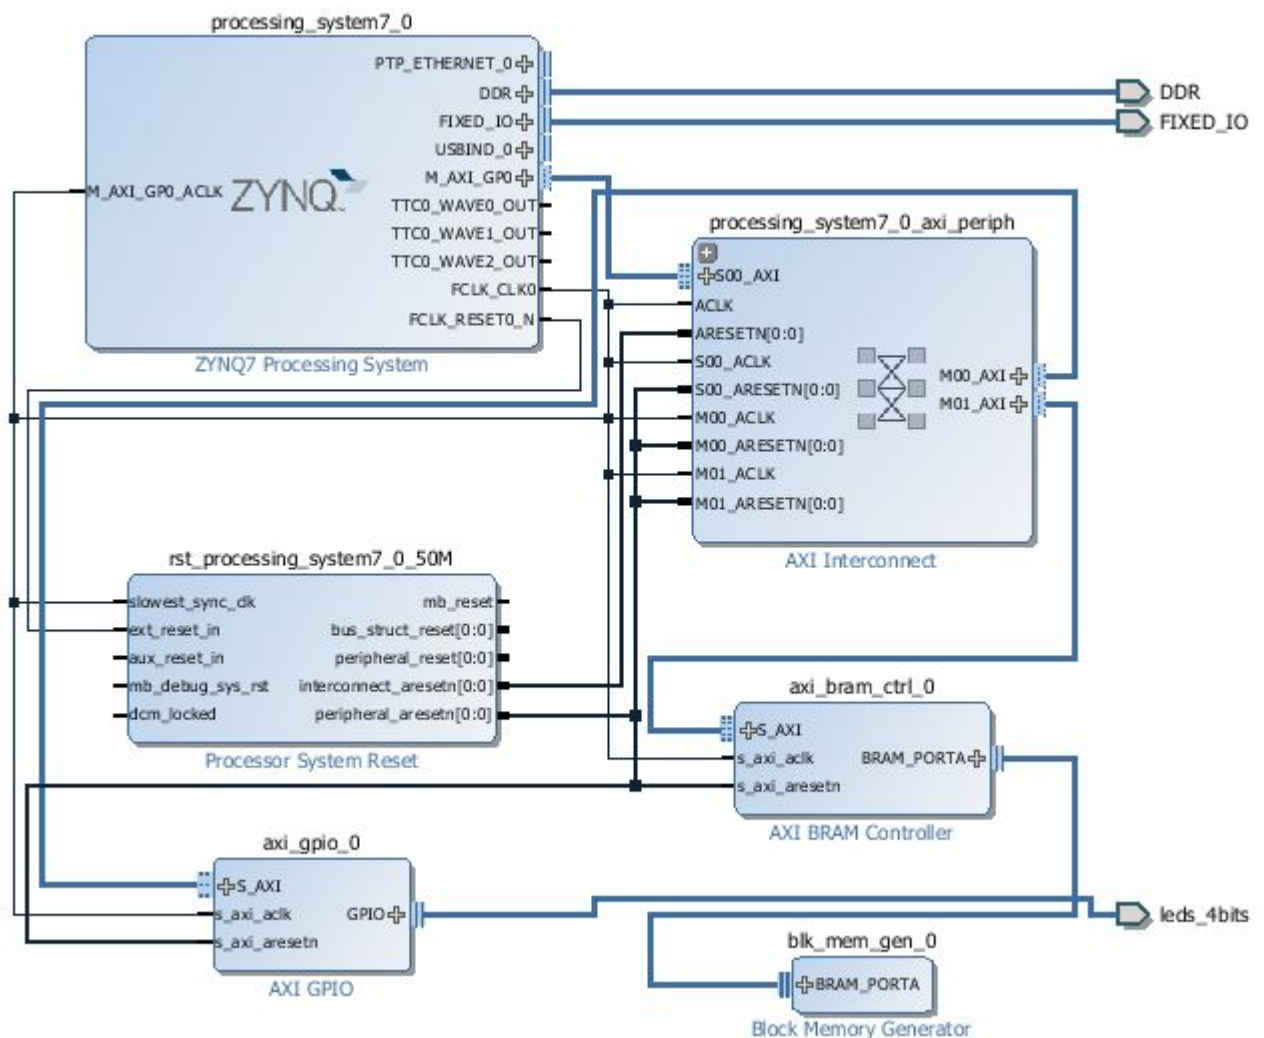 processing_system7_0
PTP_ETHERNET_0
DDR
FIXED_IO
USBIND_0
M_AXI_GP0
TTC0_WAVE0_OUT
TTC0_WAVE1_OUT
TTC0_WAVE2_OUT
FCLK_CLK0
FCLK_RESET0_N
M_AXI_GP0_ACLK
ZYNQ
ZYNQ7 Processing System
DDR
FIXED_IO
processing_system7_0_axi_periph
S00_AXI
ACLK
ARESETN[0:0]
S00_ACLK
S00_ARESETN[0:0]
M00_ACLK
M00_ARESETN[0:0]
M01_ACLK
M01_ARESETN[0:0]
M00_AXI
M01_AXI
AXI Interconnect
rst_processing_system7_0_50M
slowest_sync_clk
ext_reset_in
aux_reset_in
mb_debug_sys_rst
dcm_locked
mb_reset
bus_struct_reset[0:0]
peripheral_reset[0:0]
interconnect_aresetn[0:0]
peripheral_aresetn[0:0]
Processor System Reset
axi_bram_ctrl_0
S_AXI
s_axi_aclk
s_axi_aresetn
BRAM_PORTA
AXI BRAM Controller
axi_gpio_0
S_AXI
s_axi_aclk
s_axi_aresetn
GPIO
AXI GPIO
leds_4bits
blk_mem_gen_0
BRAM_PORTA
Block Memory Generator